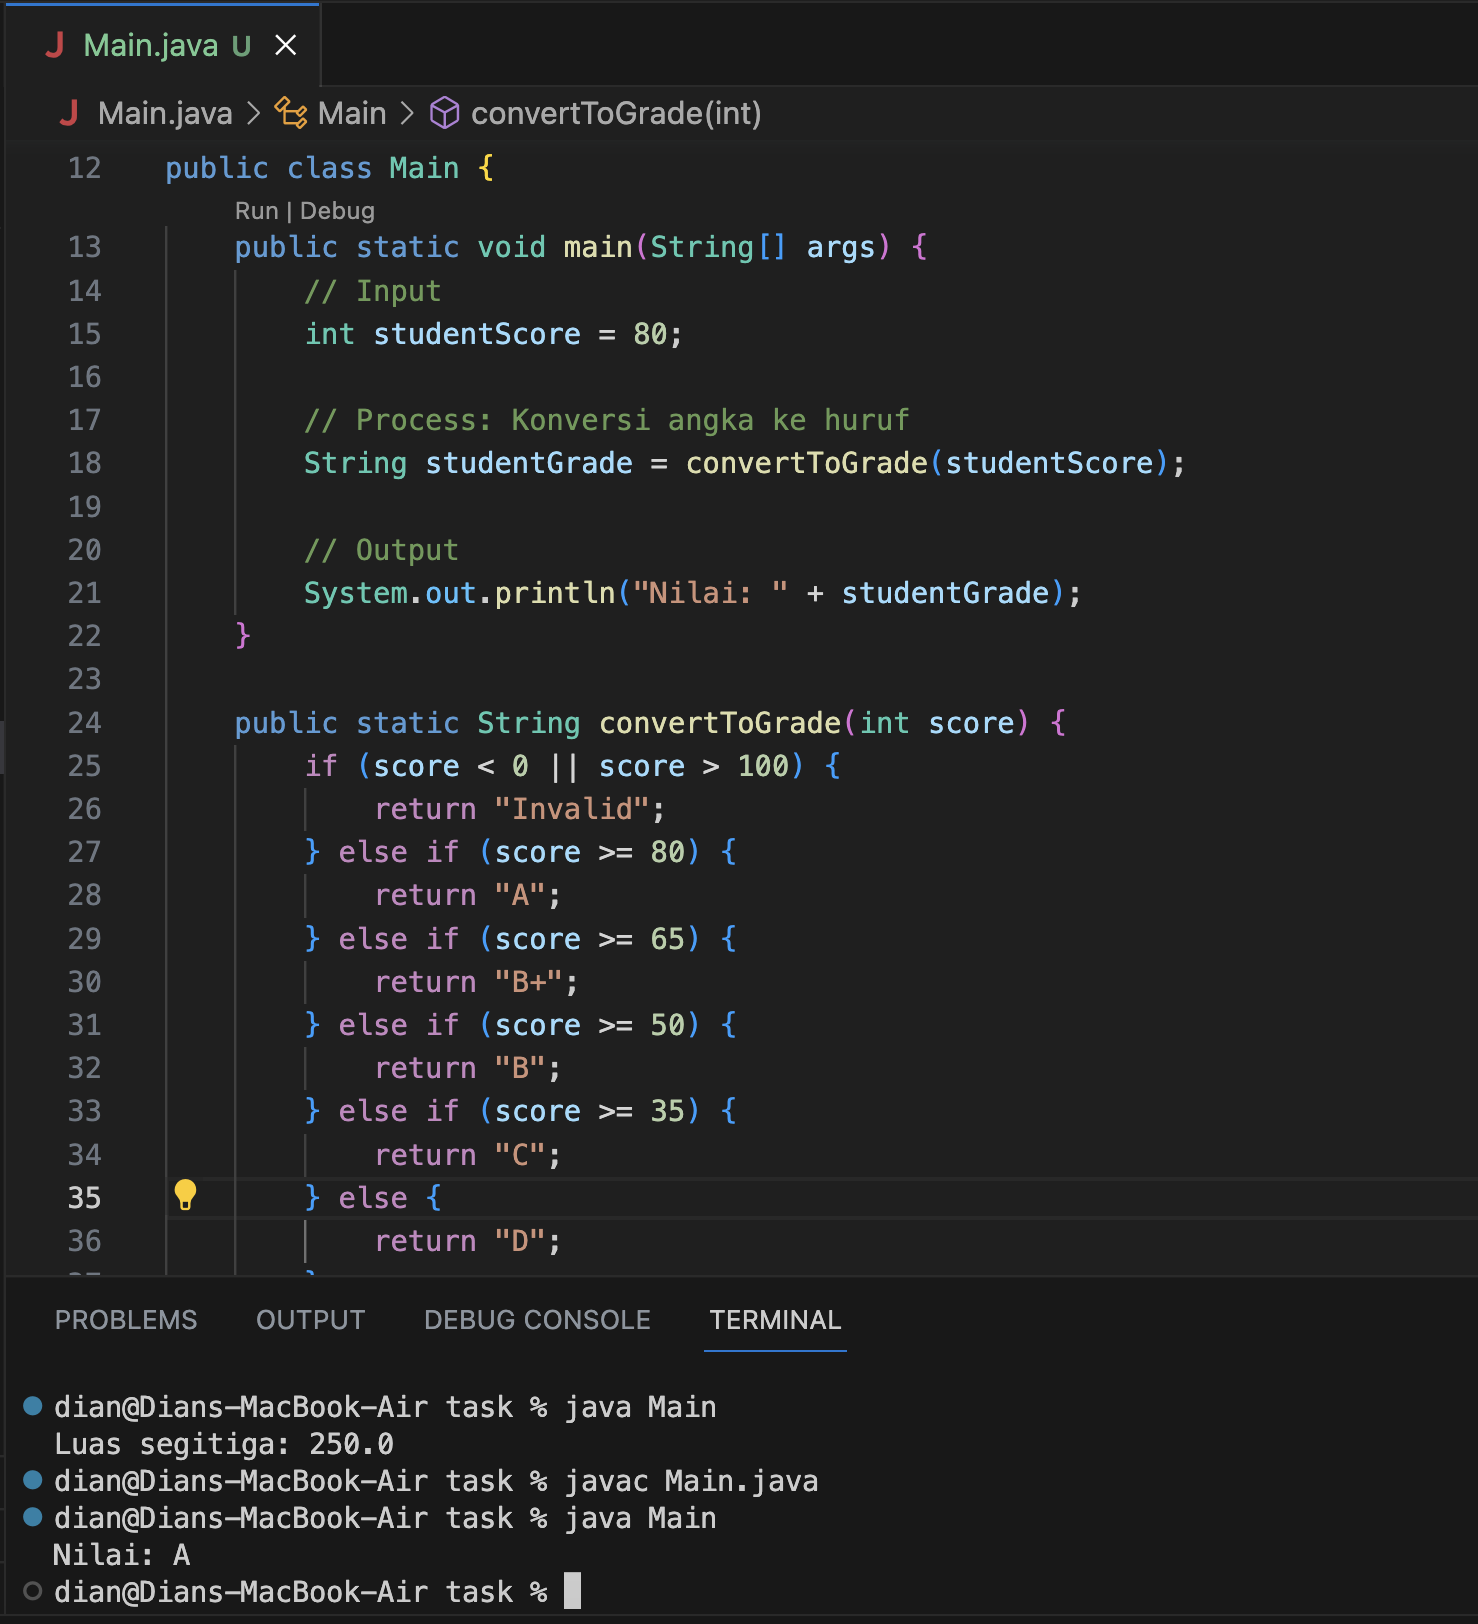 Main.java U
Main.java > Main > convertToGrade(int)
12 public class Main {
Run | Debug
13 public static void main(String[] args) {
14 // Input
15 int studentScore = 80;
16
17 // Process: Konversi angka ke huruf
18 String studentGrade = convertToGrade(studentScore);
19
20 // Output
21 System.out.println("Nilai: " + studentGrade);
22 }
23
24 public static String convertToGrade(int score) {
25 if (score < 0 || score > 100) {
26 return "Invalid";
27 } else if (score >= 80) {
28 return "A";
29 } else if (score >= 65) {
30 return "B+";
31 } else if (score >= 50) {
32 return "B";
33 } else if (score >= 35) {
34 return "C";
35 } else {
36 return "D";
PROBLEMS OUTPUT DEBUG CONSOLE TERMINAL
dian@Dians-MacBook-Air task % java Main
Luas segitiga: 250.0
dian@Dians-MacBook-Air task % javac Main.java
dian@Dians-MacBook-Air task % java Main
Nilai: A
dian@Dians-MacBook-Air task %